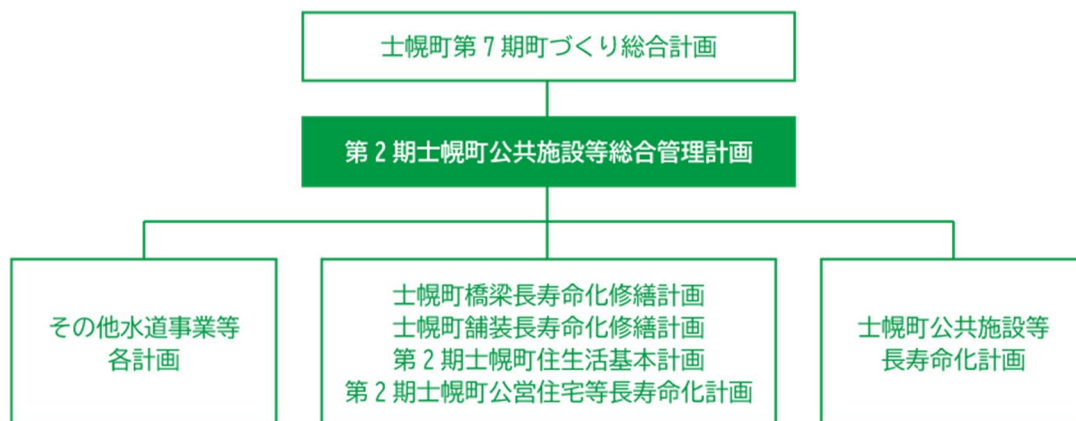 士幌町第7期町づくり総合計画
第2期士幌町公共施設等総合管理計画
その他水道事業等
各計画
士幌町橋梁長寿命化修繕計画
士幌町舗装長寿命化修繕計画
第2期士幌町住生活基本計画
第2期士幌町公営住宅等長寿命化計画
士幌町公共施設等
長寿命化計画